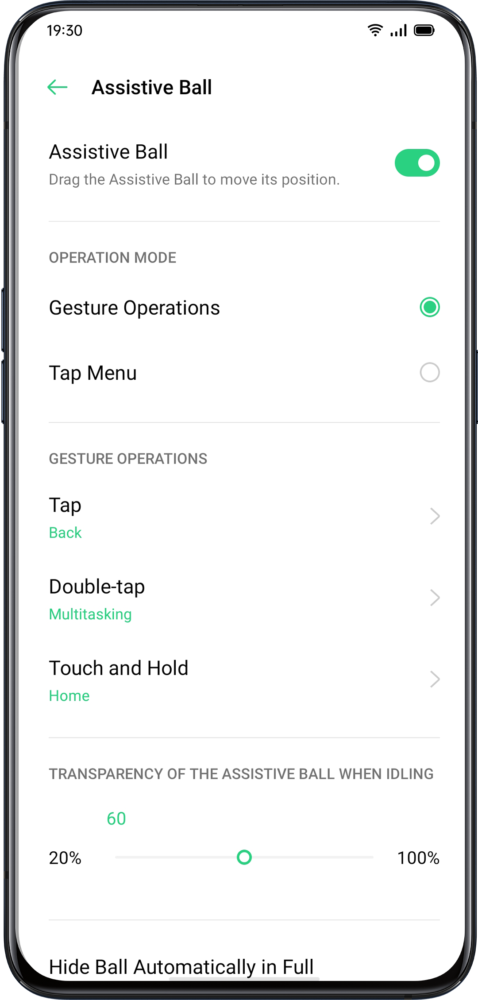 19:30
Assistive Ball
Assistive Ball
Drag the Assistive Ball to move its position.
OPERATION MODE
Gesture Operations
Tap Menu
GESTURE OPERATIONS
Tap
Back
Double-tap
Multitasking
Touch and Hold
Home
TRANSPARENCY OF THE ASSISTIVE BALL WHEN IDLING
60
20% 100%
Hide Ball Automatically in Full